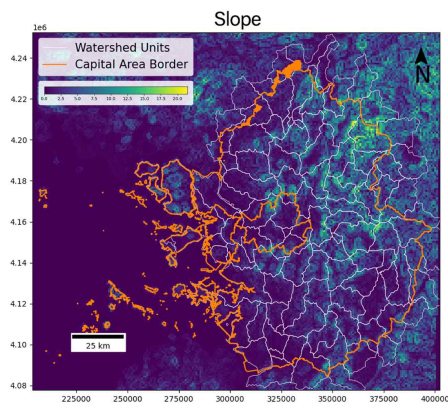 Slope
1e6
Watershed Units
Capital Area Border
0.0 2.5 5.0 7.5 10.0 12.5 15.0 17.5 20.0
N
4.24
4.22
4.20
4.18
4.16
4.14
4.12
4.10
4.08
25 km
225000 250000 275000 300000 325000 350000 375000 400000